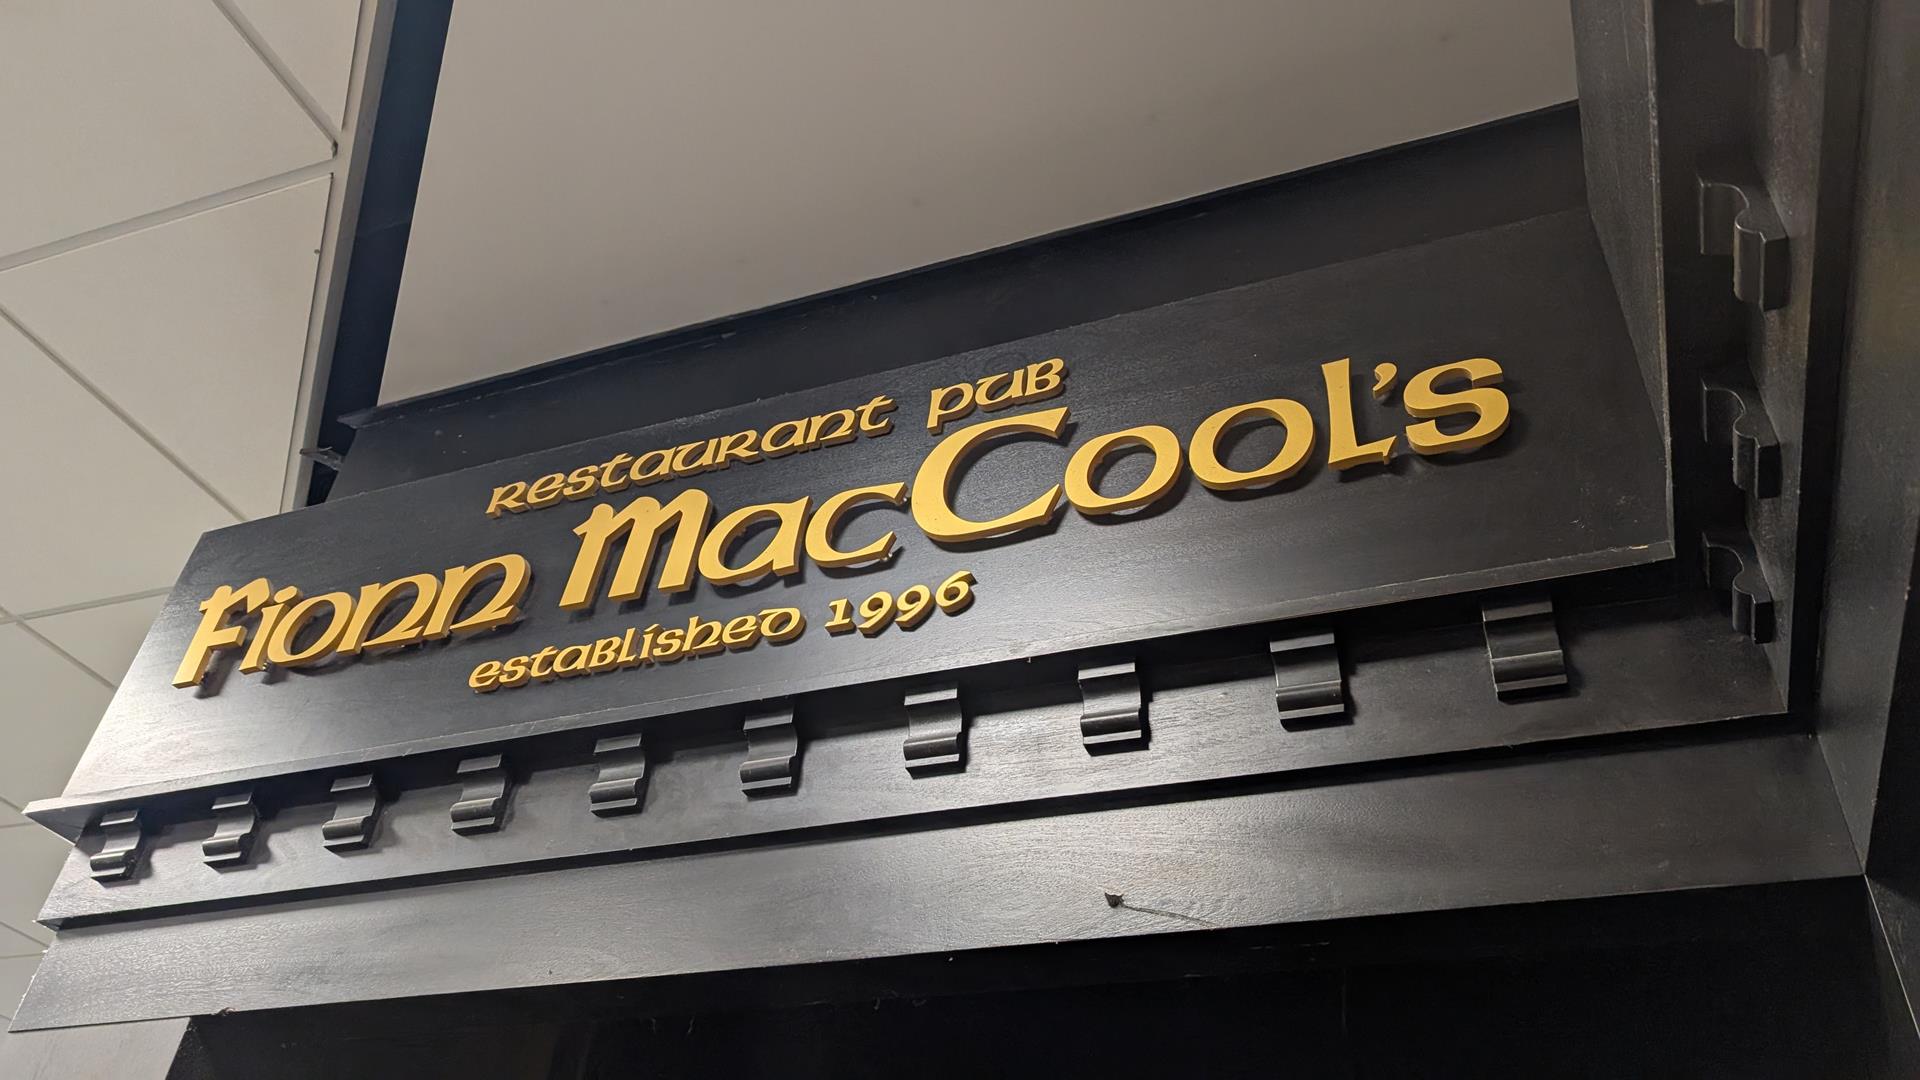 Restaurant Pub
Fionn MacCool's
Established 1996